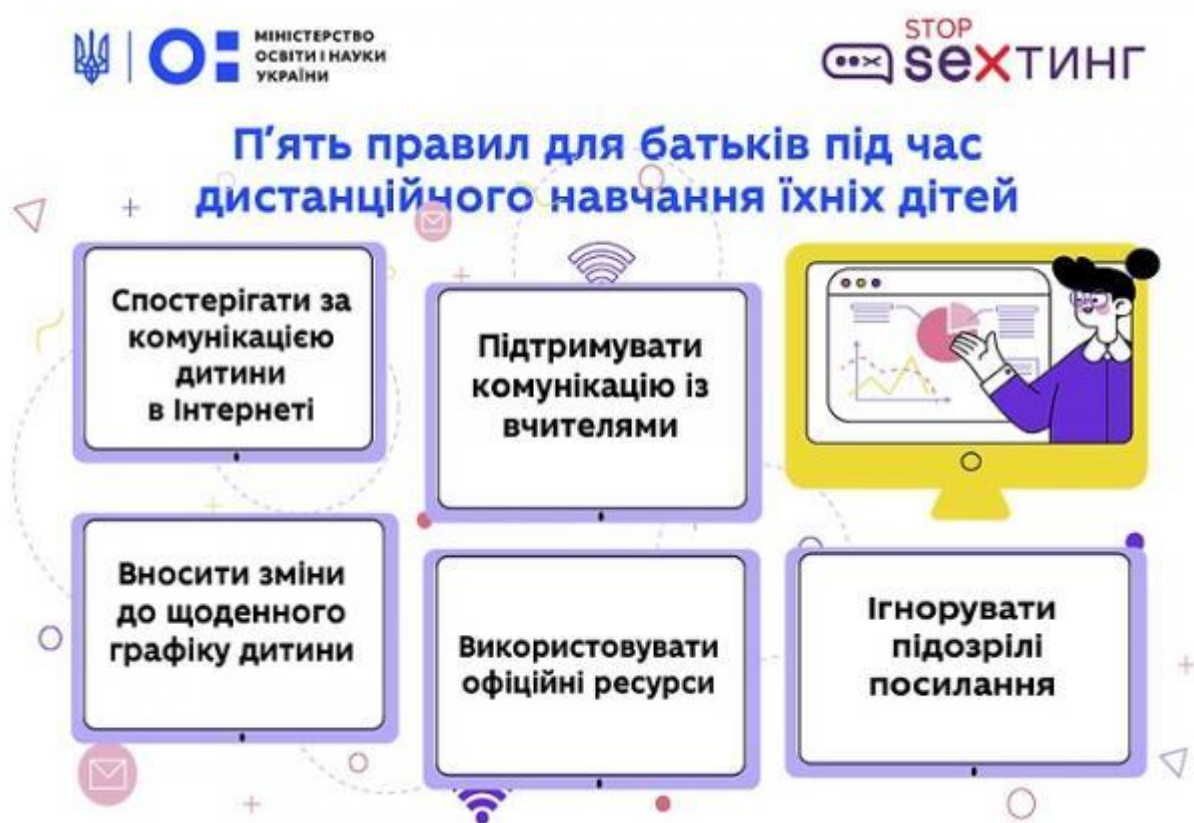 МІНІСТЕРСТВО
ОСВІТИ І НАУКИ
УКРАЇНИ
STOP
sexтинг
П'ять правил для батьків під час
дистанційного навчання їхніх дітей
Спостерігати за
комунікацією
дитини
в Інтернеті
Підтримувати
комунікацію із
вчителями
Вносити зміни
до щоденного
графіку дитини
Використовувати
офіційні ресурси
Ігнорувати
підозрілі
посилання